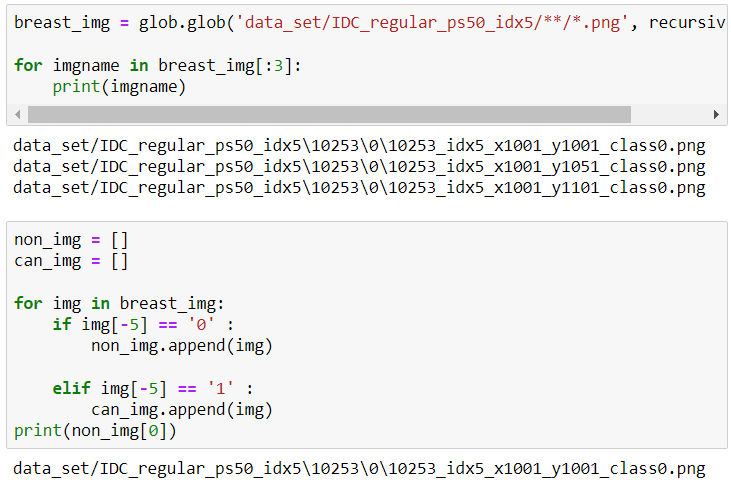 breast_img = glob.glob('data_set/IDC_regular_ps50_idx5/**/*.png', recursiv
for imgname in breast_img[:3]:
    print(imgname)
data_set/IDC_regular_ps50_idx5\10253\0\10253_idx5_x1001_y1001_class0.png
data_set/IDC_regular_ps50_idx5\10253\0\10253_idx5_x1001_y1051_class0.png
data_set/IDC_regular_ps50_idx5\10253\0\10253_idx5_x1001_y1101_class0.png
non_img = []
can_img = []
for img in breast_img:
    if img[-5] == '0' :
        non_img.append(img)
    elif img[-5] == '1' :
        can_img.append(img)
print(non_img[0])
data_set/IDC_regular_ps50_idx5\10253\0\10253_idx5_x1001_y1001_class0.png